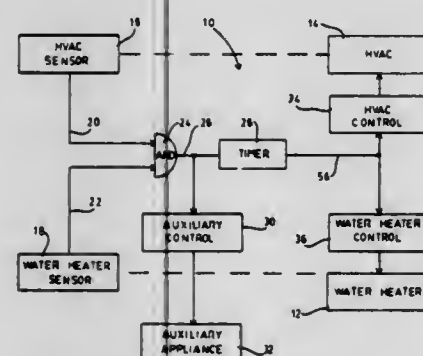 16
HVAC
SENSOR
10
14
HVAC
34
HVAC
CONTROL
20
24
26
AND
28
TIMER
56
22
18
WATER HEATER
SENSOR
AUXILIARY
CONTROL
30
36
WATER HEATER
CONTROL
12
WATER HEATER
AUXILIARY
APPLIANCE
32